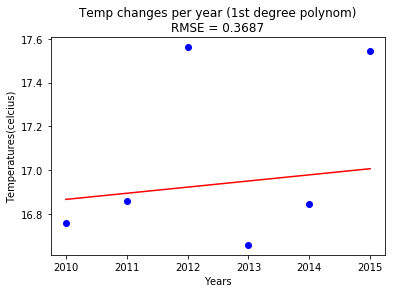 Temp changes per year (1st degree polynom)
RMSE = 0.3687
17.6
17.4
17.2
17.0
16.8
Temperatures(celcius)
2010 2011 2012 2013 2014 2015
Years